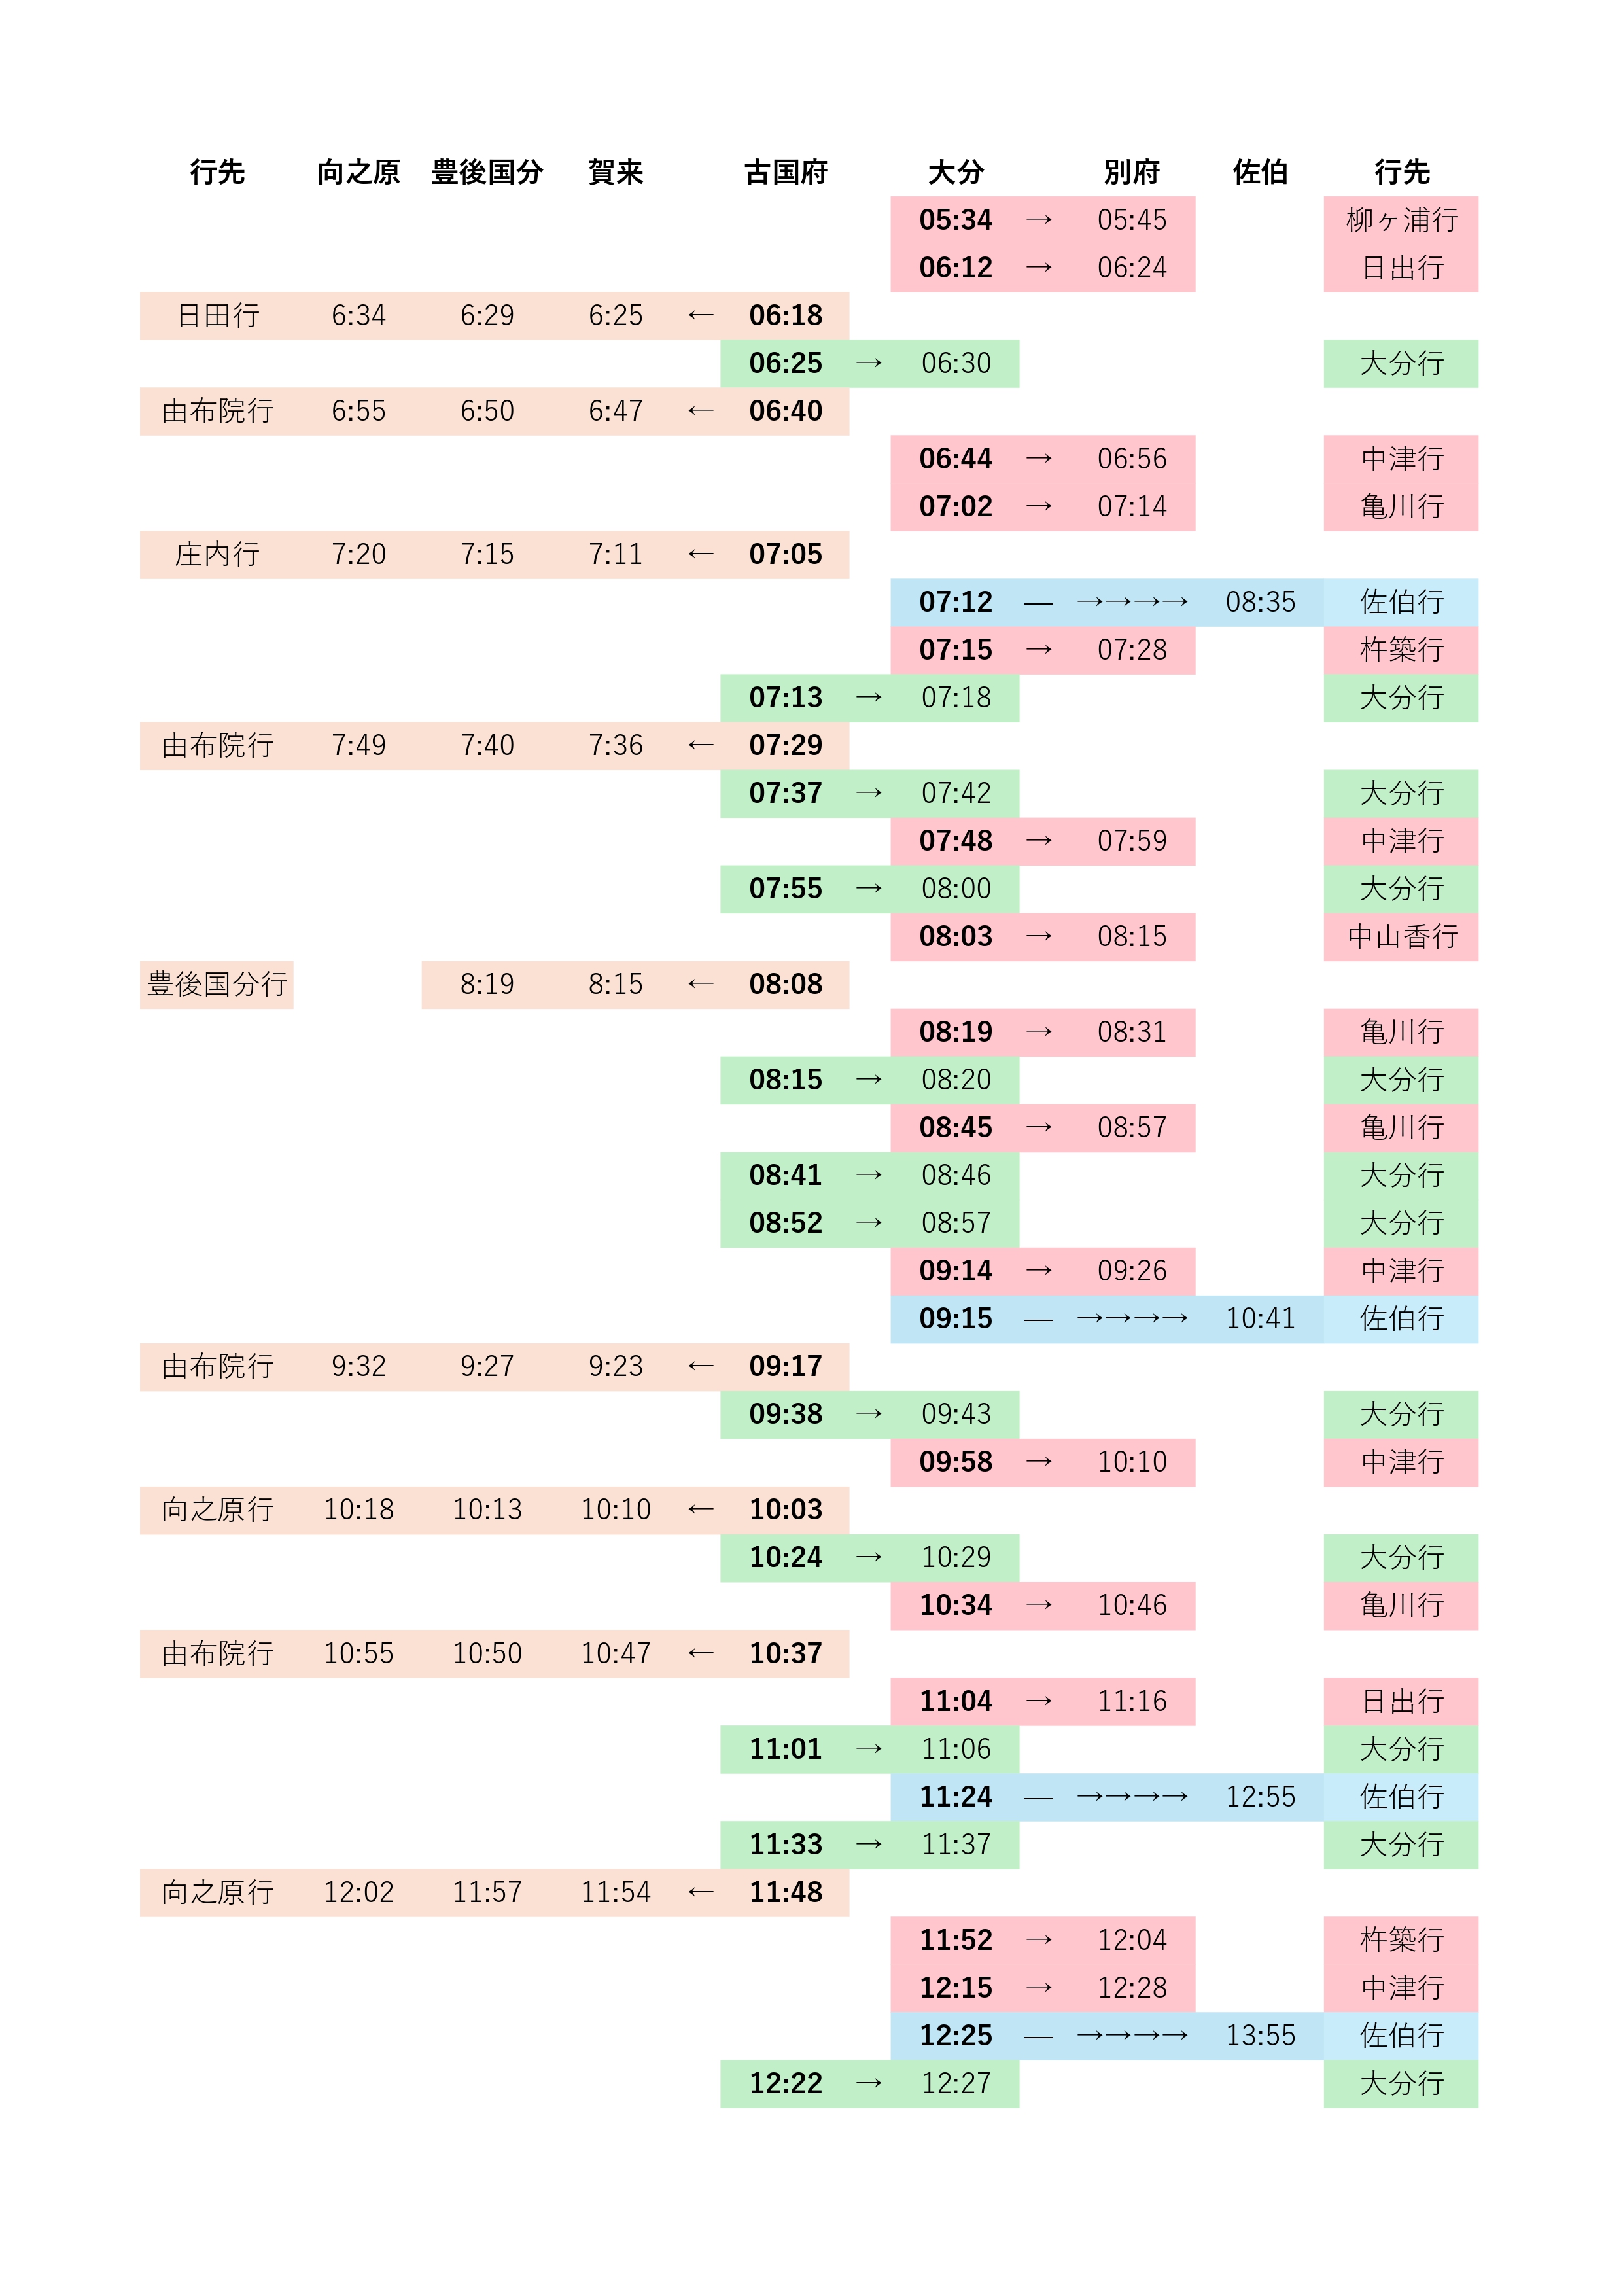 行先 向之原 豊後国分 賀来 古国府 大分 別府 佐伯 行先
05:34 → 05:45 柳ヶ浦行
06:12 → 06:24 日出行
日田行 6:34 6:29 6:25 ← 06:18
06:25 → 06:30 大分行
由布院行 6:55 6:50 6:47 ← 06:40
06:44 → 06:56 中津行
07:02 → 07:14 亀川行
庄内行 7:20 7:15 7:11 ← 07:05
07:12 — →→→→ 08:35 佐伯行
07:15 → 07:28 杵築行
07:13 → 07:18 大分行
由布院行 7:49 7:40 7:36 ← 07:29
07:37 → 07:42 大分行
07:48 → 07:59 中津行
07:55 → 08:00 大分行
08:03 → 08:15 中山香行
豊後国分行 8:19 8:15 ← 08:08
08:19 → 08:31 亀川行
08:15 → 08:20 大分行
08:45 → 08:57 亀川行
08:41 → 08:46 大分行
08:52 → 08:57 大分行
09:14 → 09:26 中津行
09:15 — →→→→ 10:41 佐伯行
由布院行 9:32 9:27 9:23 ← 09:17
09:38 → 09:43 大分行
09:58 → 10:10 中津行
向之原行 10:18 10:13 10:10 ← 10:03
10:24 → 10:29 大分行
10:34 → 10:46 亀川行
由布院行 10:55 10:50 10:47 ← 10:37
11:04 → 11:16 日出行
11:01 → 11:06 大分行
11:24 — →→→→ 12:55 佐伯行
11:33 → 11:37 大分行
向之原行 12:02 11:57 11:54 ← 11:48
11:52 → 12:04 杵築行
12:15 → 12:28 中津行
12:25 — →→→→ 13:55 佐伯行
12:22 → 12:27 大分行